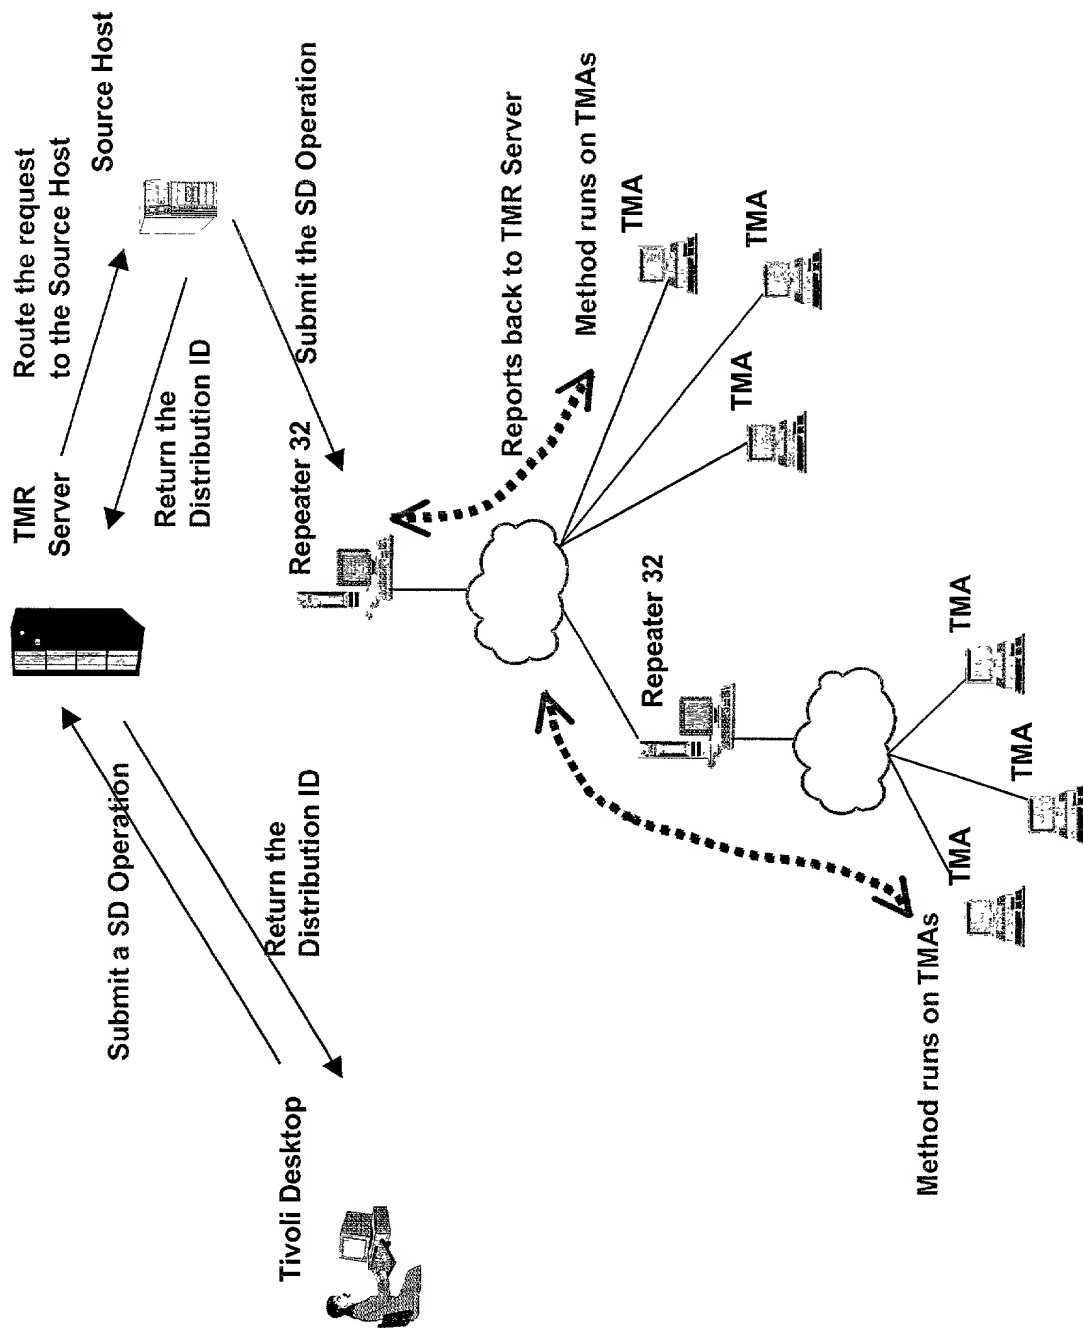 Tivoli Desktop
Submit a SD Operation
Return the
Distribution ID
TMR
Server
Route the request
to the Source Host
Source Host
Return the
Distribution ID
Submit the SD Operation
Repeater 32
Reports back to TMR Server
Method runs on TMAs
TMA
TMA
TMA
Repeater 32
TMA
TMA
TMA
Method runs on TMAs